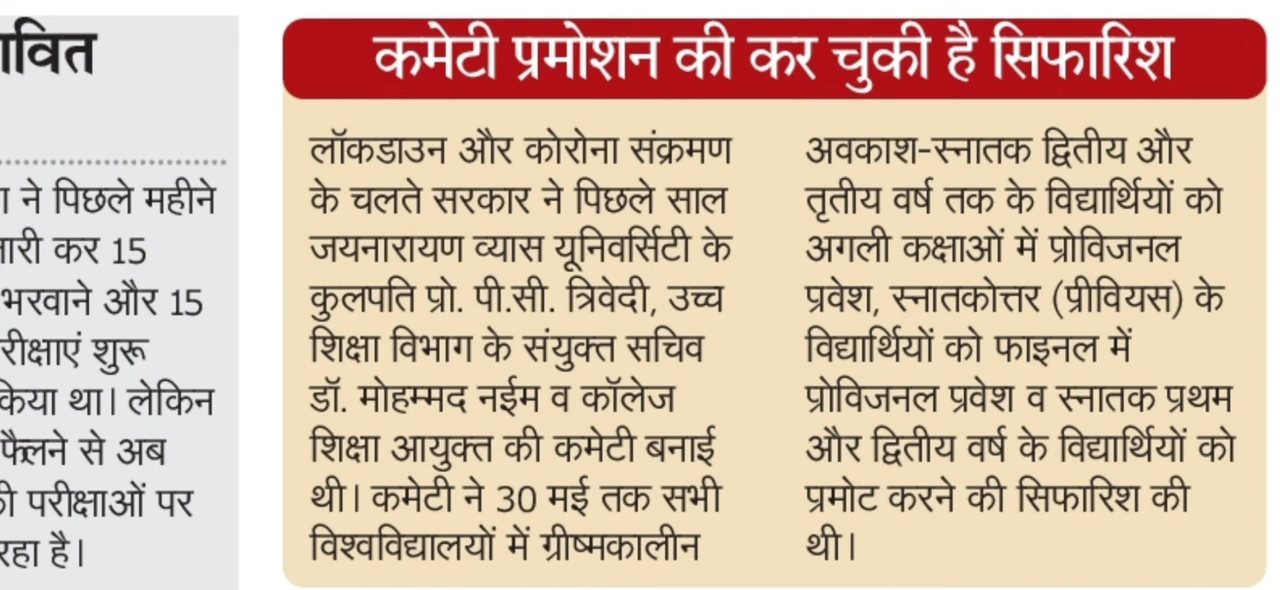 वित
ने पिछले महीने
कर 15
भरवाने और 15
शुरू
किया था। लेकिन
फैलने से अब
परीक्षाओं पर
रहा है।
कमेटी प्रमोशन की कर चुकी है सिफारिश
लॉकडाउन और कोरोना संक्रमण
के चलते सरकार ने पिछले साल
जयनारायण व्यास यूनिवर्सिटी के
कुलपति प्रो. पी.सी. त्रिवेदी, उच्च
शिक्षा विभाग के संयुक्त सचिव
डॉ. मोहम्मद नईम व कॉलेज
शिक्षा आयुक्त की कमेटी बनाई
थी। कमेटी ने 30 मई तक सभी
विश्वविद्यालयों में ग्रीष्मकालीन
अवकाश-स्नातक द्वितीय और
तृतीय वर्ष तक के विद्यार्थियों को
अगली कक्षाओं में प्रोविजनल
प्रवेश, स्नातकोत्तर (प्रीवियस) के
विद्यार्थियों को फाइनल में
प्रोविजनल प्रवेश व स्नातक प्रथम
और द्वितीय वर्ष के विद्यार्थियों को
प्रमोट करने की सिफारिश की
थी।